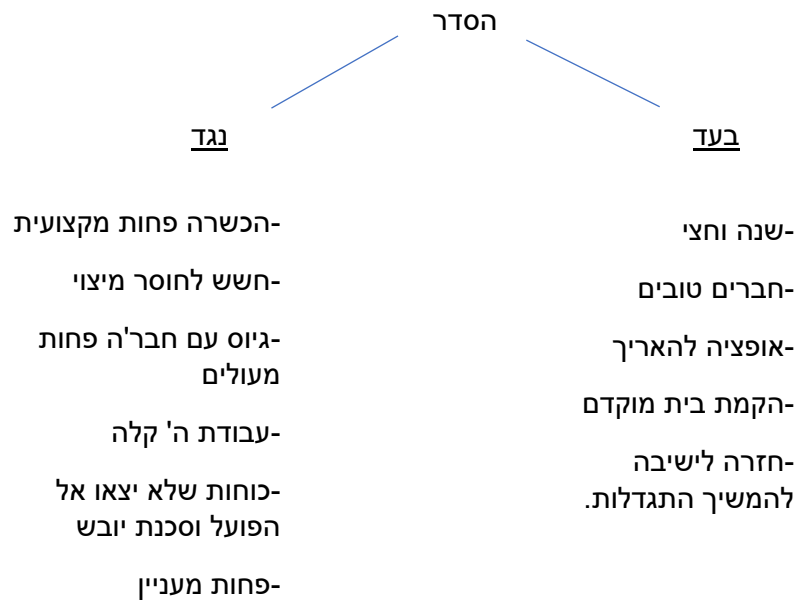 הסדר
בעד
-שנה וחצי
-חברים טובים
-אופציה להאריך
-הקמת בית מוקדם
-חזרה לישיבה
להמשיך התגדלות.
נגד
-הכשרה פחות מקצועית
-חשש לחוסר מיצוי
-גיוס עם חבר'ה פחות
מעולים
-עבודת ה' קלה
-כוחות שלא יצאו אל
הפועל וסכנת יובש
-פחות מעניין